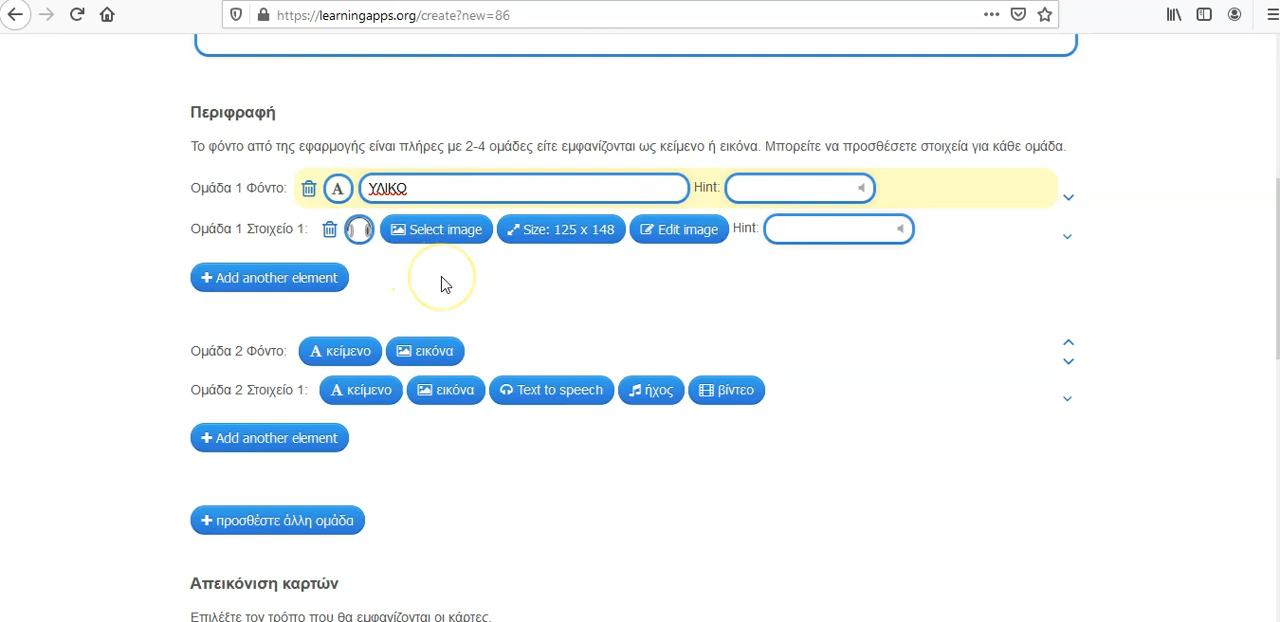 https://learningapps.org/create?new=86
Περιφραφή
Το φόντο από της εφαρμογής είναι πλήρες με 2-4 ομάδες είτε εμφανίζονται ως κείμενο ή εικόνα. Μπορείτε να προσθέσετε στοιχεία για κάθε ομάδα.
Ομάδα 1 Φόντο: A ΥΛΙΚΟ Hint:
Ομάδα 1 Στοιχείο 1: Select image Size: 125 x 148 Edit image Hint:
+ Add another element
Ομάδα 2 Φόντο: A κείμενο εικόνα
Ομάδα 2 Στοιχείο 1: A κείμενο εικόνα Text to speech ήχος βίντεο
+ Add another element
+ προσθέστε άλλη ομάδα
Απεικόνιση καρτών
Επιλέξτε τον τρόπο που θα εμφανίζονται οι κάρτες.